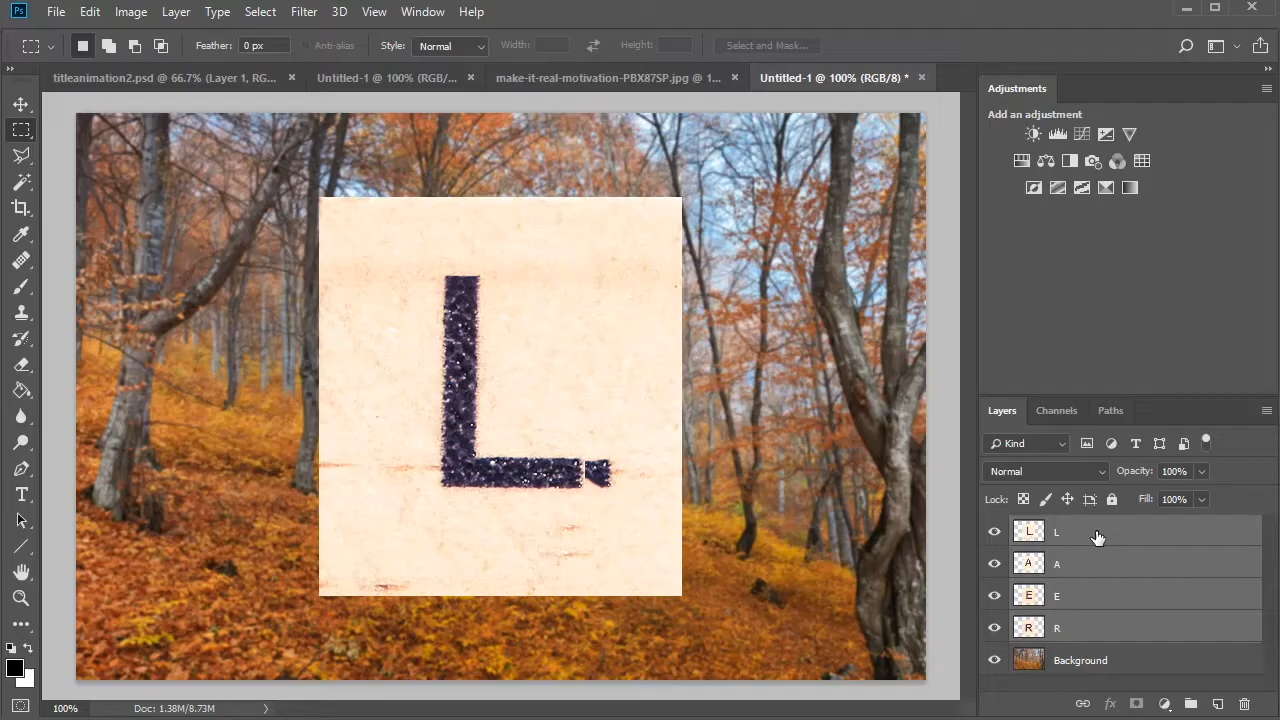 Ps File Edit Image Layer Type Select Filter 3D View Window Help
Feather: 0 px Anti-alias Style: Normal Width: Height: Select and Mask...
titleanimation2.psd @ 66.7% (Layer 1, RG... × Untitled-1 @ 100% (RGB/... × make-it-real-motivation-PBX87SP.jpg @ 1... × Untitled-1 @ 100% (RGB/8) * ×
Adjustments
Add an adjustment
L
Layers Channels Paths
Kind
Normal Opacity: 100%
Lock: Fill: 100%
L L
A A
E E
R R
Background
100% Doc: 1.38M/8.73M